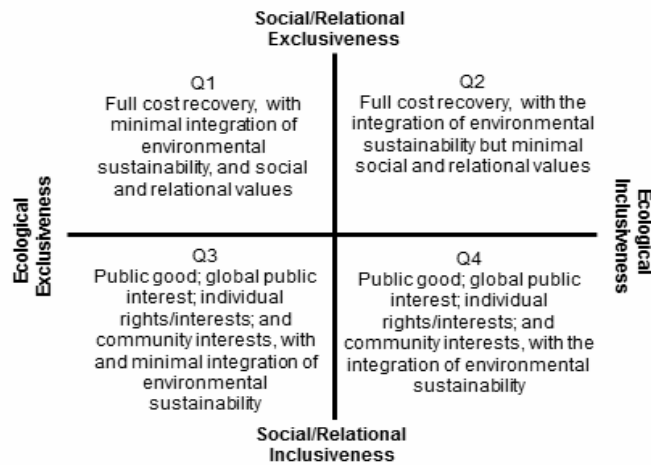 Social/Relational
Exclusiveness
Q1
Full cost recovery, with
minimal integration of
environmental
sustainability, and social
and relational values
Q2
Full cost recovery, with the
integration of environmental
sustainability but minimal
social and relational values
Ecological
Exclusiveness
Ecological
Inclusiveness
Q3
Public good; global public
interest; individual
rights/interests; and
community interests, with
and minimal integration of
environmental
sustainability
Q4
Public good; global public
interest; individual
rights/interests; and
community interests, with the
integration of environmental
sustainability
Social/Relational
Inclusiveness